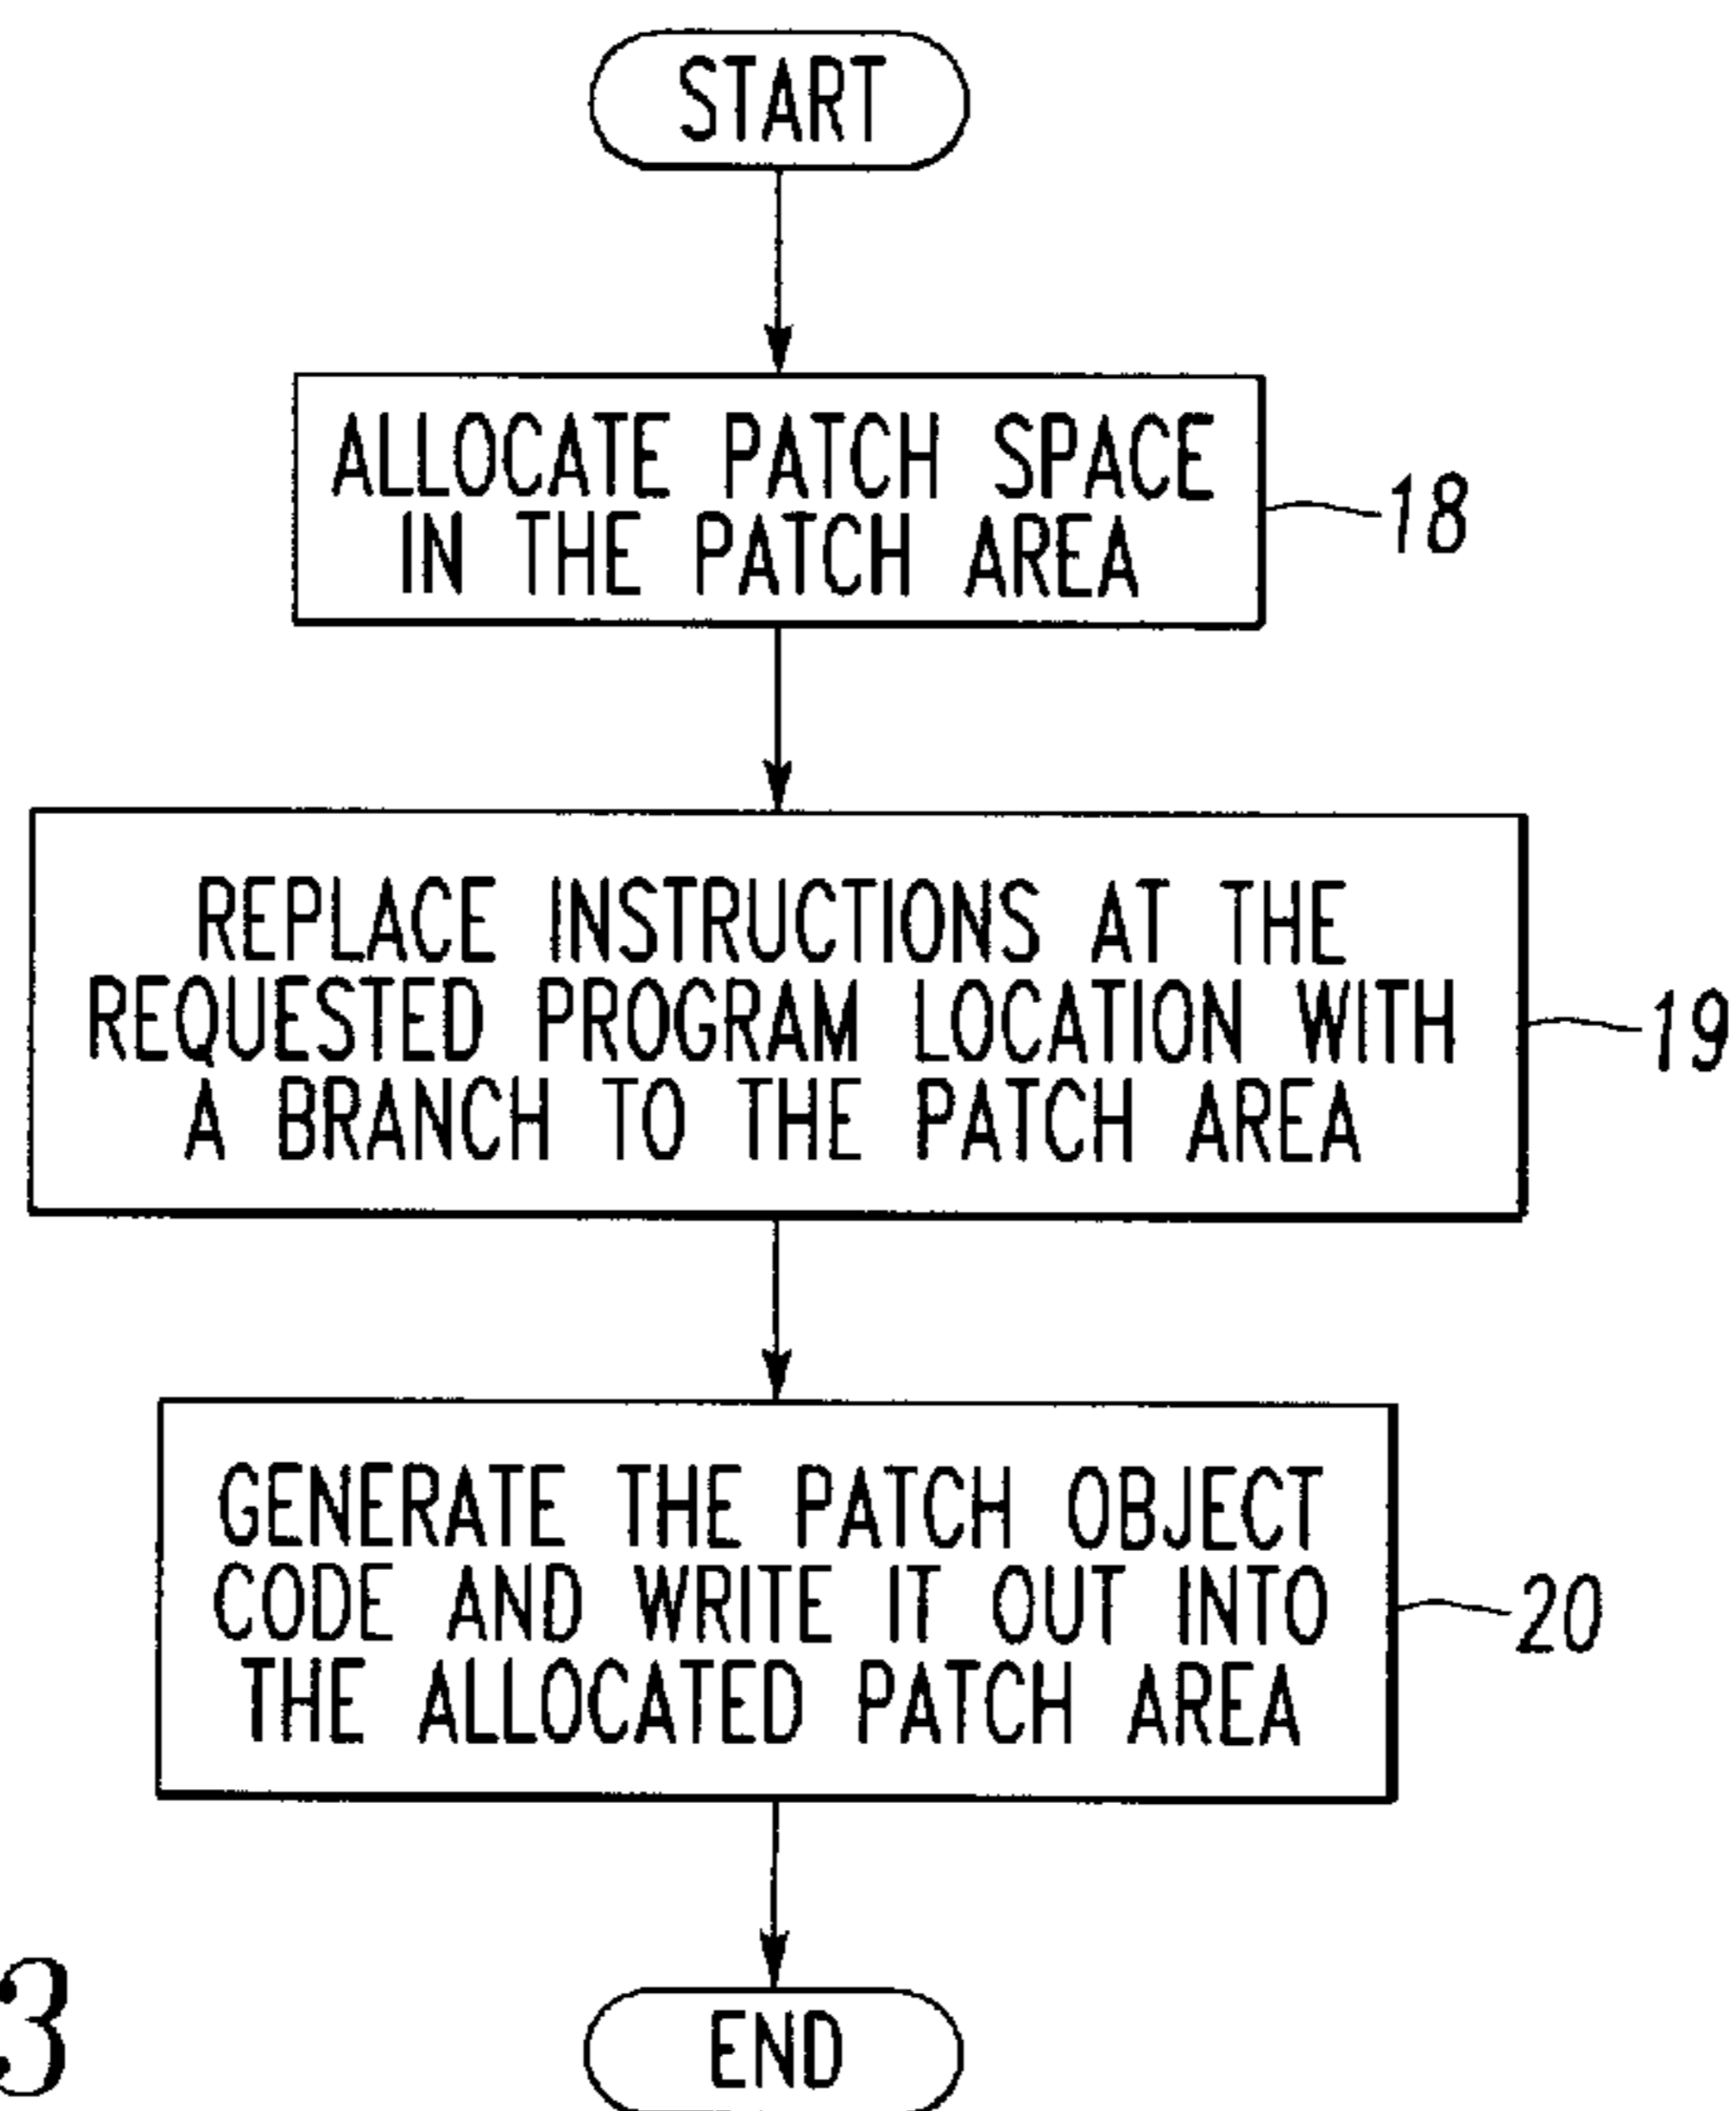 START
ALLOCATE PATCH SPACE
IN THE PATCH AREA
18
REPLACE INSTRUCTIONS AT THE
REQUESTED PROGRAM LOCATION WITH
A BRANCH TO THE PATCH AREA
19
GENERATE THE PATCH OBJECT
CODE AND WRITE IT OUT INTO
THE ALLOCATED PATCH AREA
20
3
END